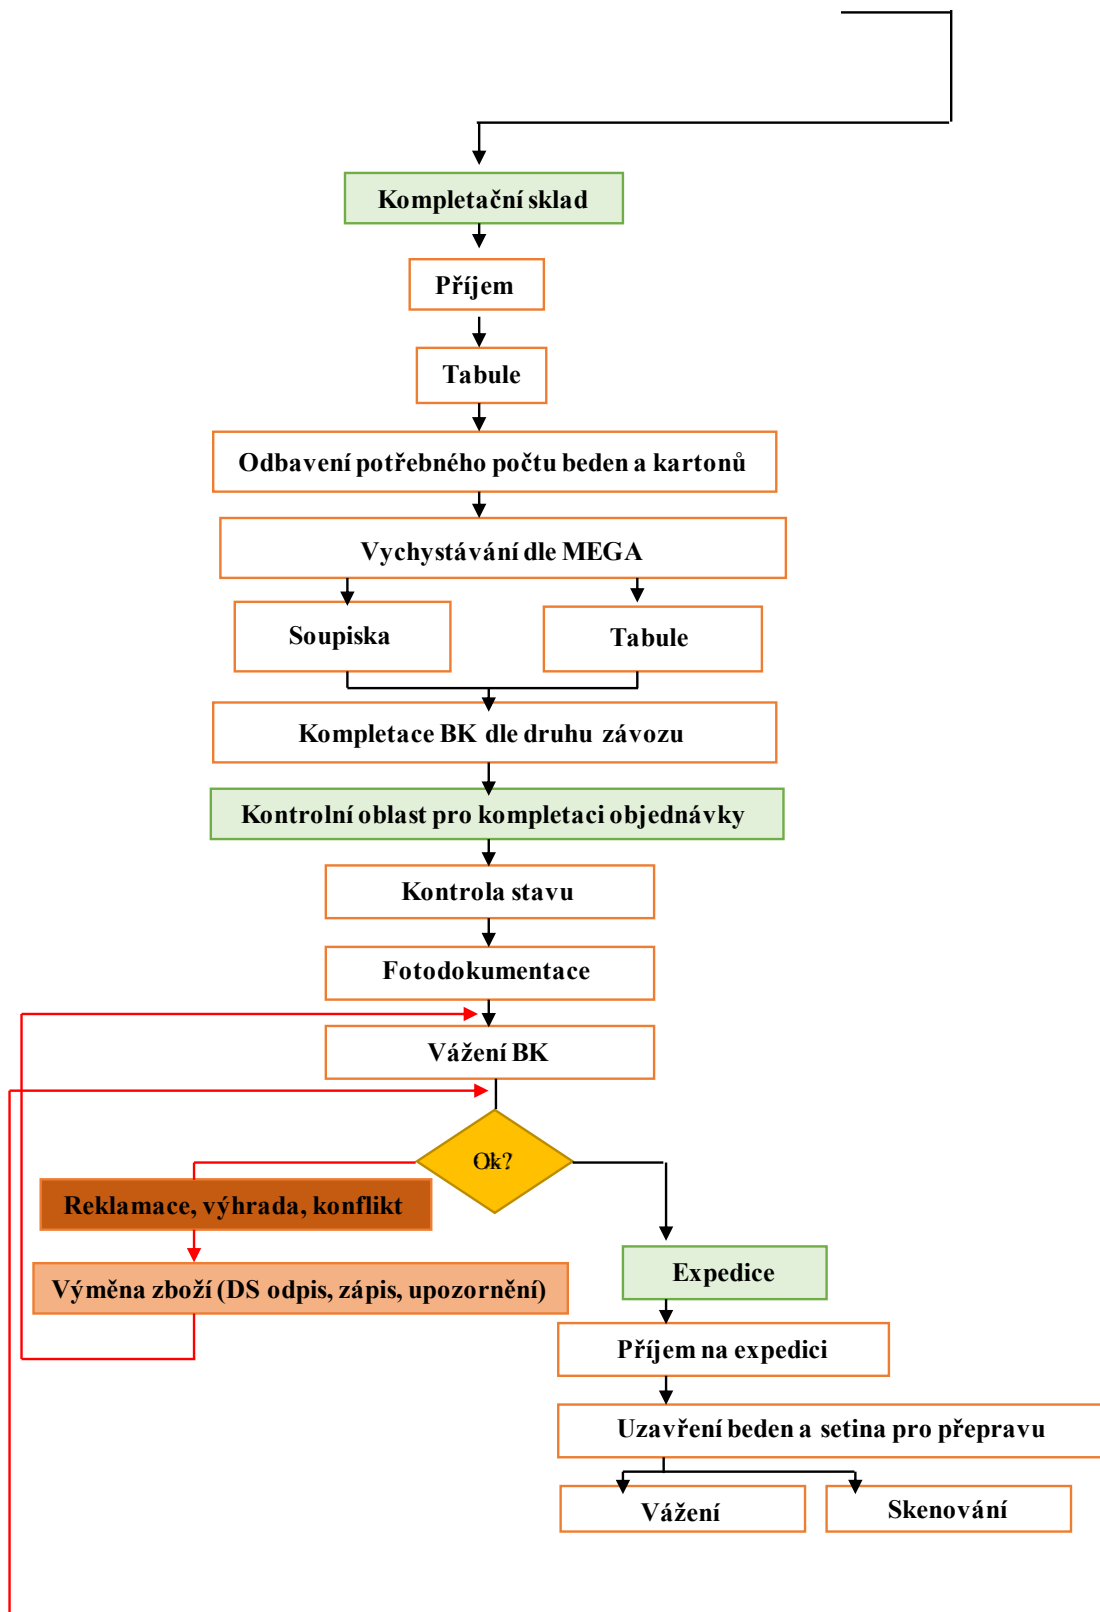 Kompletační sklad
Příjem
Tabule
Odbavení potřebného počtu beden a kartonů
Vychystávání dle MEGA
Soupiska
Tabule
Kompletace BK dle druhu závozu
Kontrolní oblast pro kompletaci objednávky
Kontrola stavu
Fotodokumentace
Vážení BK
Ok?
Reklamace, výhrada, konflikt
Expedice
Výměna zboží (DS odpis, zápis, upozornění)
Příjem na expedici
Uzavření beden a setina pro přepravu
Vážení
Skenování